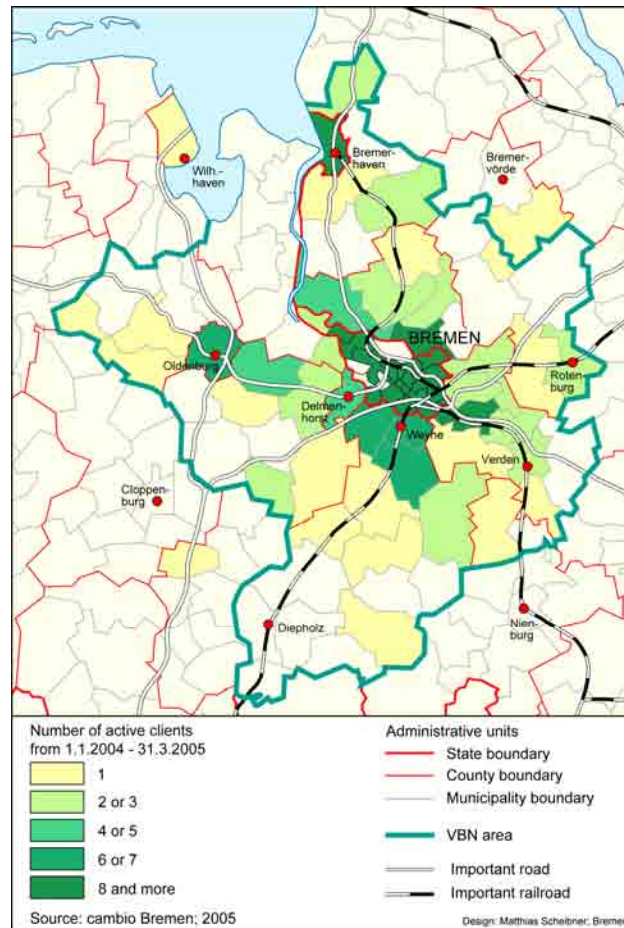 Wilh.-
haven
Bremer-
haven
Bremer-
vörde
BREMEN
Oldenburg
Delmen-
horst
Rotenburg
Weyhe
Verden
Cloppen-
burg
Diepholz
Nien-
burg
Number of active clients
from 1.1.2004 - 31.3.2005
1
2 or 3
4 or 5
6 or 7
8 and more
Source: cambio Bremen; 2005
Administrative units
State boundary
County boundary
Municipality boundary
VBN area
Important road
Important railroad
Design: Matthias Scheibner; Bremen